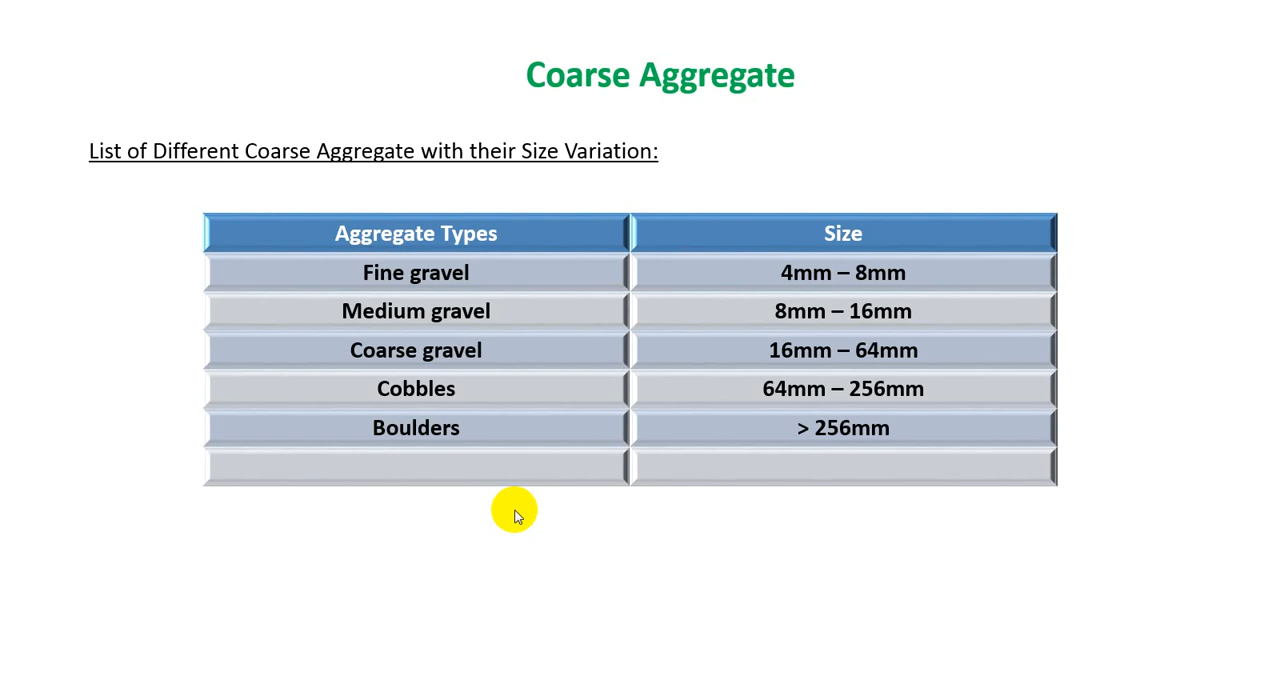 Coarse Aggregate
List of Different Coarse Aggregate with their Size Variation:
Aggregate Types Size
Fine gravel 4mm – 8mm
Medium gravel 8mm – 16mm
Coarse gravel 16mm – 64mm
Cobbles 64mm – 256mm
Boulders > 256mm